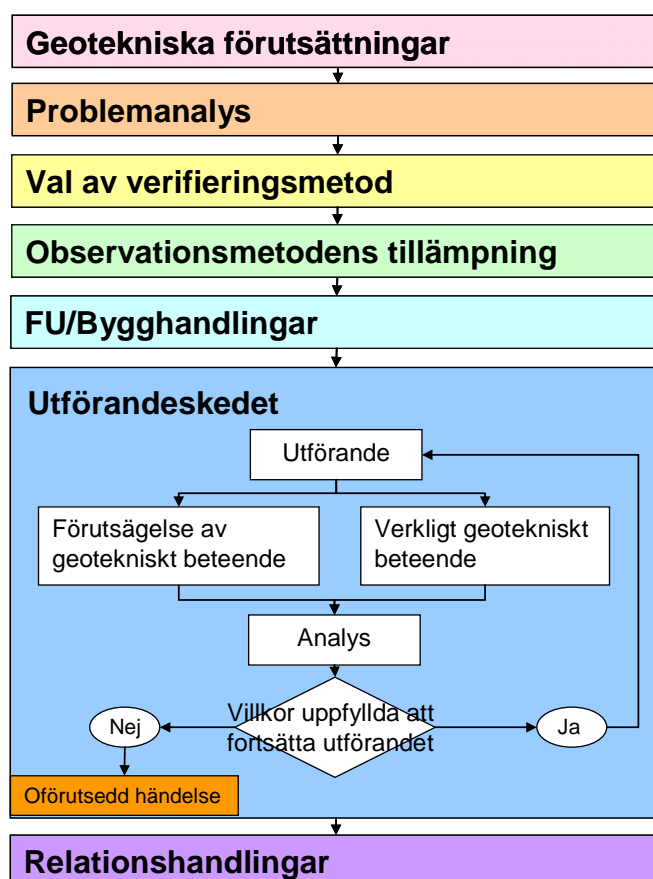 Geotekniska förutsättningar
Problemanalys
Val av verifieringsmetod
Observationsmetodens tillämpning
FU/Bygghandlingar
Utförandeskedet
Utförande
Förutsägelse av
geotekniskt beteende
Verkligt geotekniskt
beteende
Analys
Villkor uppfyllda att
fortsätta utförandet
Nej
Ja
Oförutsedd händelse
Relationshandlingar